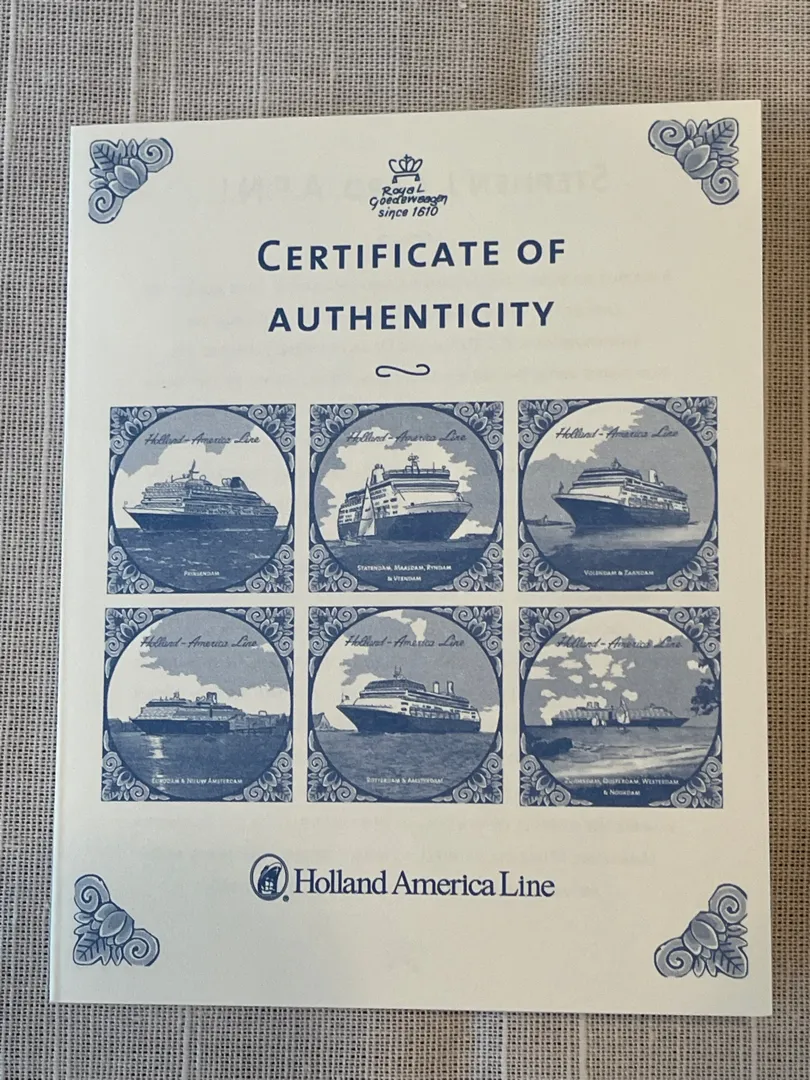 Royal
Goedewaagen
since 1610
CERTIFICATE OF
AUTHENTICITY
Holland-America Line
Holland-America Line
Holland-America Line
PRINSENDAM
STATENDAM, MAASDAM, RYNDAM
& VEENDAM
VOLENDAM & ZAANDAM
Holland-America Line
Holland-America Line
Holland-America Line
EURODAM & NIEUW AMSTERDAM
ROTTERDAM & AMSTERDAM
ZUIDERDAM, OOSTERDAM, WESTERDAM
& NOORDAM
Holland America Line